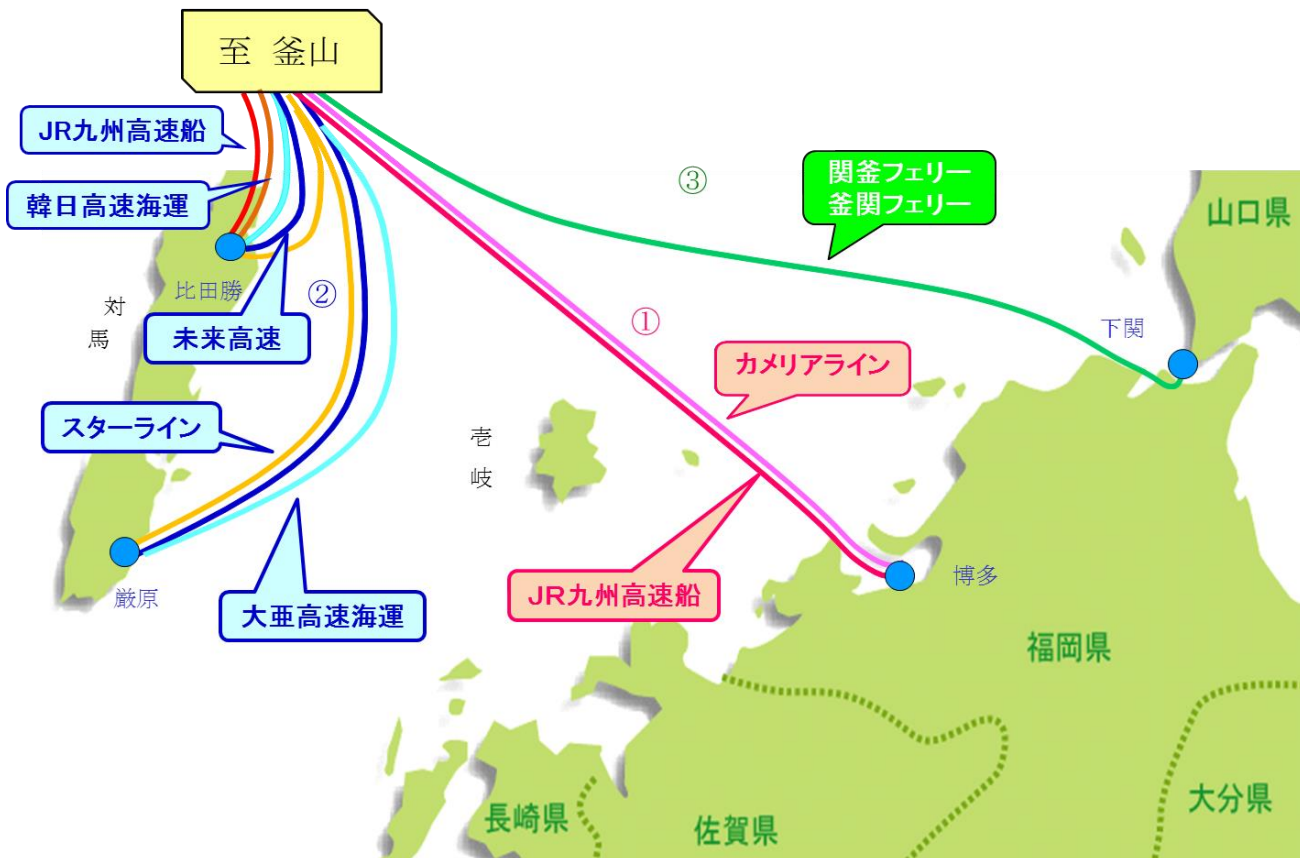 至 釜山
JR九州高速船
韓日高速海運
③
関釜フェリー
釜関フェリー
山口県
比田勝
②
対
馬
未来高速
①
下関
カメリアライン
スターライン
壱
岐
厳原
大亜高速海運
JR九州高速船
博多
福岡県
長崎県
佐賀県
大分県